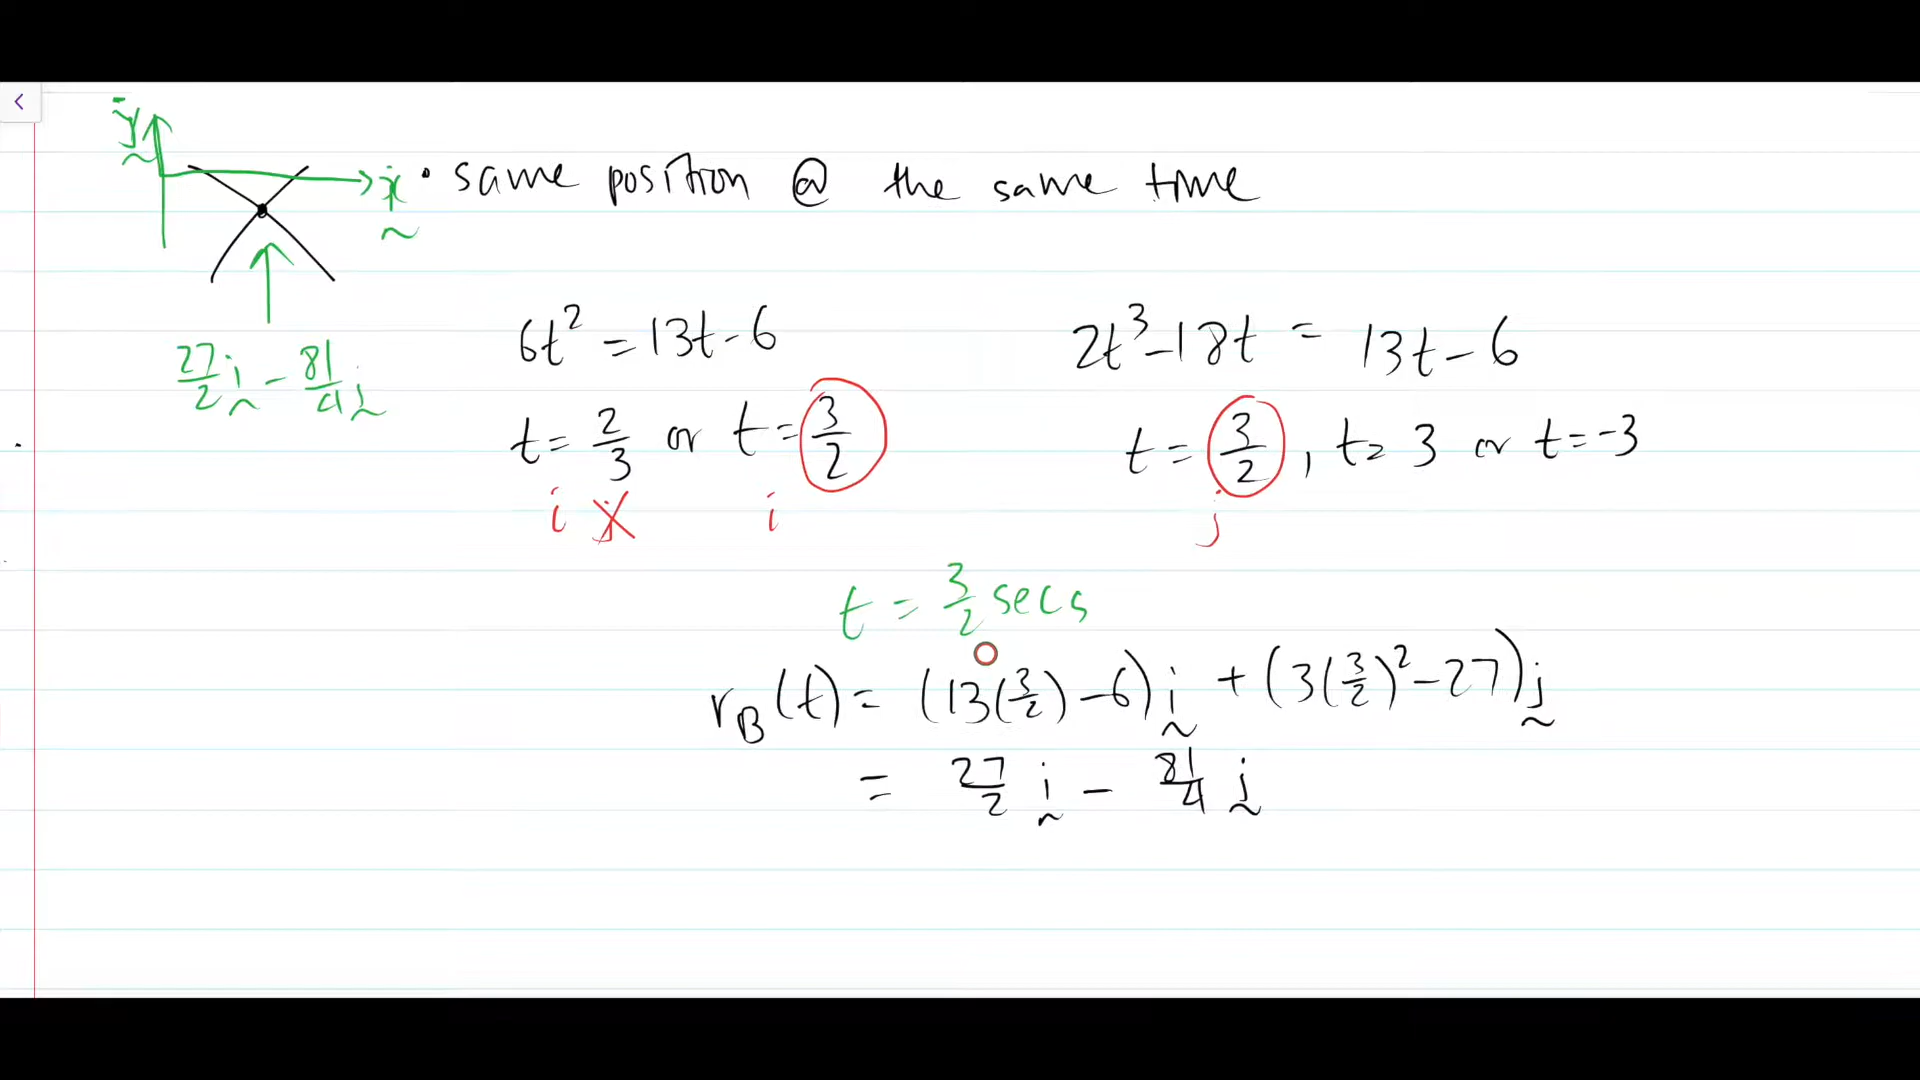 y
x
• same position @ the same time
6t² = 13t - 6
2t³ - 18t = 13t - 6
27/2 i - 81/4 j
t = 2/3 or t = 3/2
t = 3/2, t = 3 or t = -3
i j i
j
t = 3/2 secs
r_B(t) = (13(3/2) - 6) i + (3(3/2)² - 27) j
= 27/2 i - 81/4 j